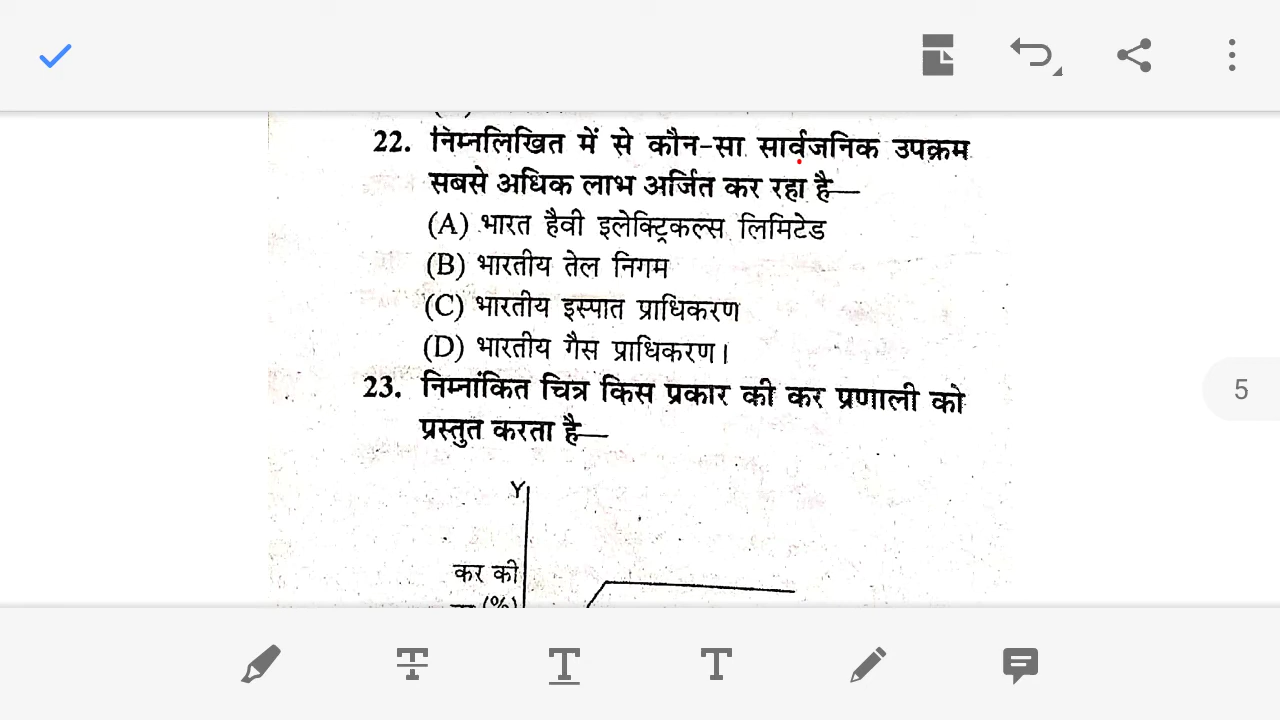 22. निम्नलिखित में से कौन-सा सार्वजनिक उपक्रम
सबसे अधिक लाभ अर्जित कर रहा है—
(A) भारत हैवी इलेक्ट्रिकल्स लिमिटेड
(B) भारतीय तेल निगम
(C) भारतीय इस्पात प्राधिकरण
(D) भारतीय गैस प्राधिकरण।
23. निम्नांकित चित्र किस प्रकार की कर प्रणाली को
प्रस्तुत करता है—
Y
कर की
(%)
5
T
T
T